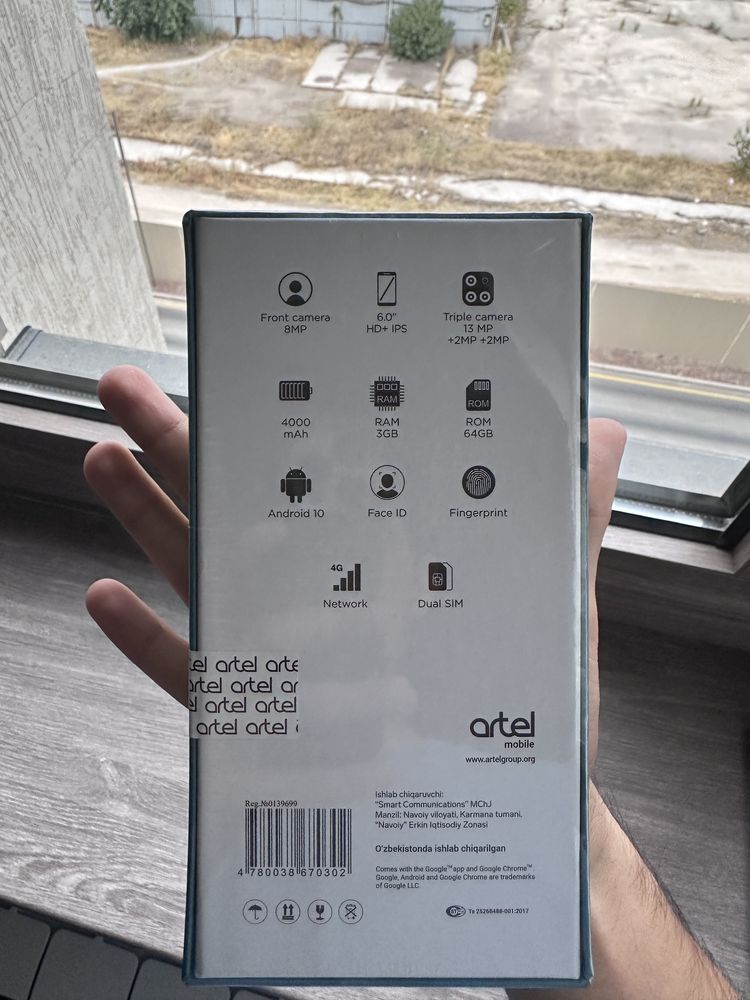 Front camera
8MP
6.0"
HD+ IPS
Triple camera
13 MP
+2MP +2MP
4000
mAh
RAM
RAM
3GB
ROM
ROM
64GB
Android 10
Face ID
Fingerprint
4G
Network
Dual SIM
el artel arte
artel artel ar
el artel artel
artel artel
artel
mobile
www.artelgroup.org
Ishlab chiqaruvchi:
"Smart Communications" MChJ
Manzil: Navoiy viloyati, Karmana tumani,
"Navoiy" Erkin Iqtisodiy Zonasi
O'zbekistonda ishlab chiqarilgan
Comes with the Google™ app and Google Chrome™.
Google, Android and Google Chrome are trademarks
of Google LLC.
Reg.№0139699
4 780038 670302
Ts 25268488-001:2017